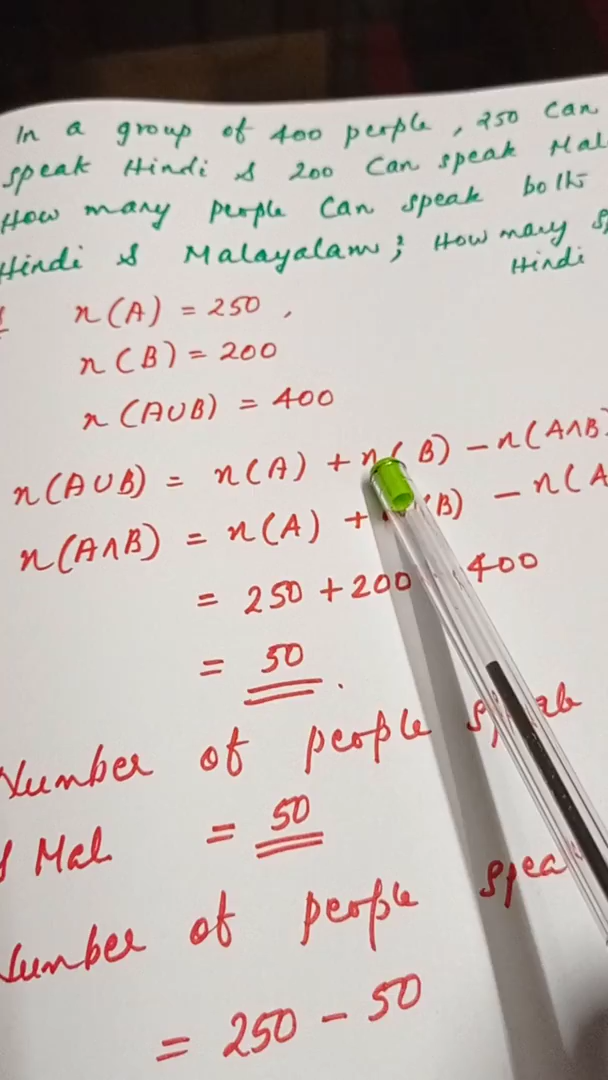 In a group of 400 people, 250 can
speak Hindi & 200 Can speak Mal
How many people can speak both
Hindi & Malayalam; How many
Hindi
n(A) = 250,
n(B) = 200
n(A∪B) = 400
n(A∪B) = n(A) + n(B) - n(A∩B)
n(A∩B) = n(A) + (B) - n(A
= 250 + 200 400
= 50.
Number of people speak
& Mal = 50
Number of people speak
= 250 - 50